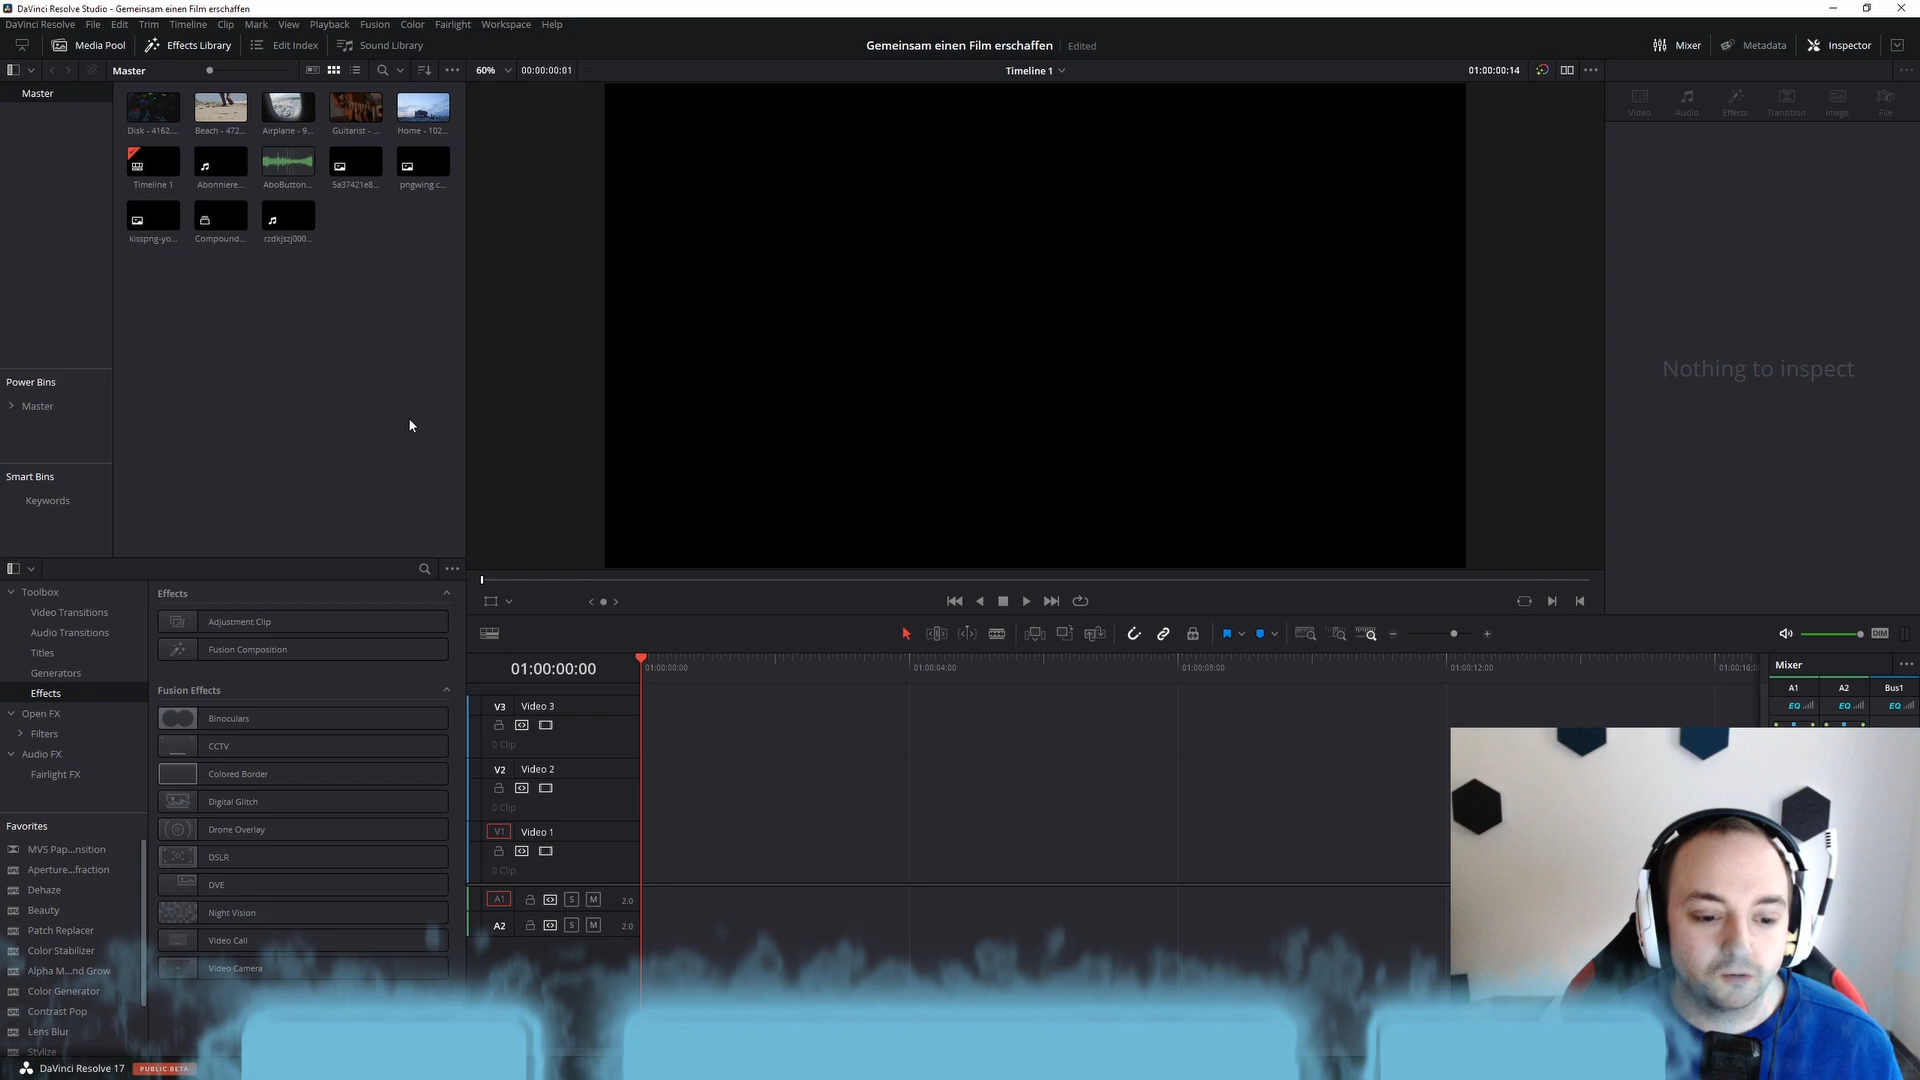 DaVinci Resolve Studio - Gemeinsam einen Film erschaffen
DaVinci Resolve File Edit Trim Timeline Clip Mark View Playback Fusion Color Fairlight Workspace Help
Media Pool Effects Library Edit Index Sound Library Gemeinsam einen Film erschaffen Edited Mixer Metadata Inspector
Master 60% 00:00:00:01 Timeline 1 01:00:00:14
Master
Video Audio Effects Transition Image File
Disk - 4162.... Beach - 472... Airplane - 9... Guitarist - ... Home - 102...
Timeline 1 Abonniere... AboButton... 5a37421e8... pngwing.c...
kisspng-yo... Compound... rzdkjszj000...
Nothing to inspect
Power Bins
Master
Smart Bins
Keywords
Toolbox
Video Transitions
Audio Transitions
Titles
Generators
Effects
Open FX
Filters
Audio FX
Fairlight FX
Favorites
MVS Pap...nsition
Aperture...fraction
Dehaze
Beauty
Patch Replacer
Color Stabilizer
Alpha M...nd Grow
Color Generator
Contrast Pop
Lens Blur
Stylize
Effects
Adjustment Clip
Fusion Composition
Fusion Effects
Binoculars
CCTV
Colored Border
Digital Glitch
Drone Overlay
DSLR
DVE
Night Vision
Video Call
Video Camera
DIM
01:00:00:00 01:00:00:00 01:00:04:00 01:00:08:00 01:00:12:00 01:00:16:0
V3 Video 3
0 Clip
V2 Video 2
0 Clip
V1 Video 1
0 Clip
A1 S M 2.0
A2 S M 2.0
Mixer
A1 A2 Bus1
EQ EQ EQ
DaVinci Resolve 17 PUBLIC BETA